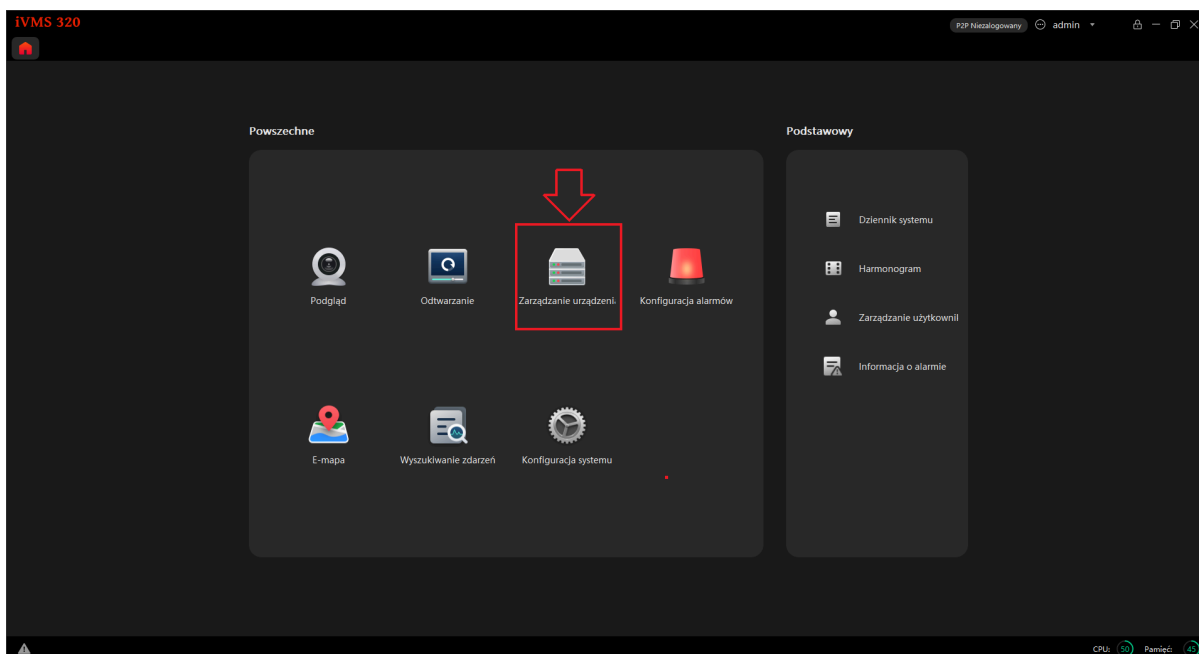 iVMS 320
P2P Niezalogowany
admin
Powszechne
Podstawowy
Podgląd
Odtwarzanie
Zarządzanie urządzeni
Konfiguracja alarmów
E-mapa
Wyszukiwanie zdarzeń
Konfiguracja systemu
Dziennik systemu
Harmonogram
Zarządzanie użytkownil
Informacja o alarmie
CPU: 50 Pamięć: 45